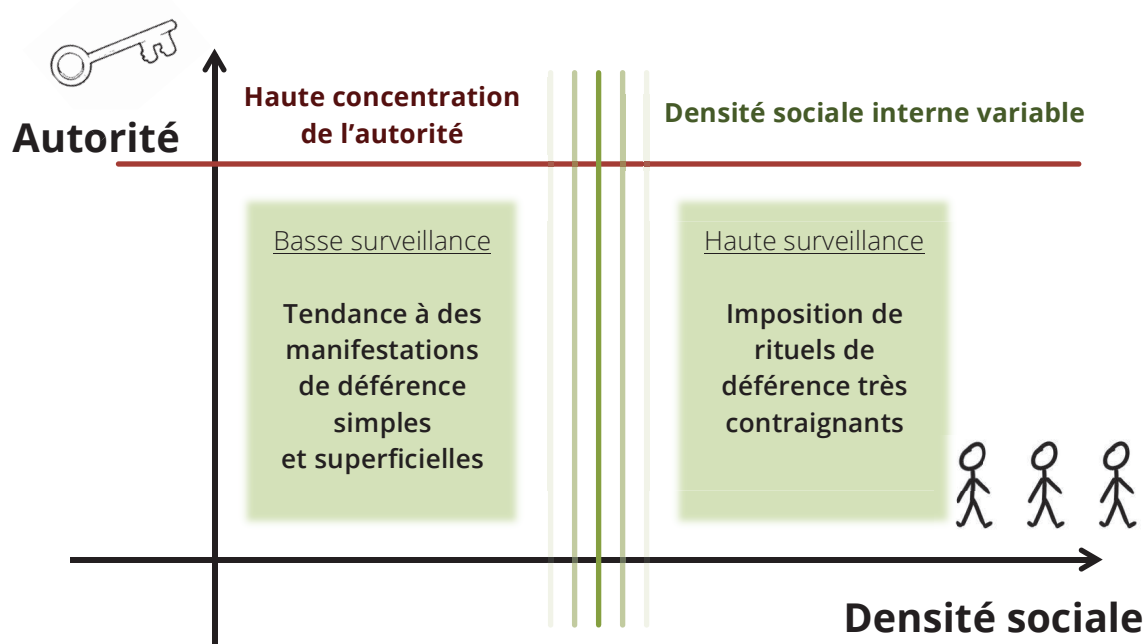 Haute concentration
de l’autorité
Autorité
Densité sociale interne variable
Basse surveillance
Tendance à des
manifestations
de déférence
simples
et superficielles
Haute surveillance
Imposition de
rituels de
déférence très
contraignants
Densité sociale